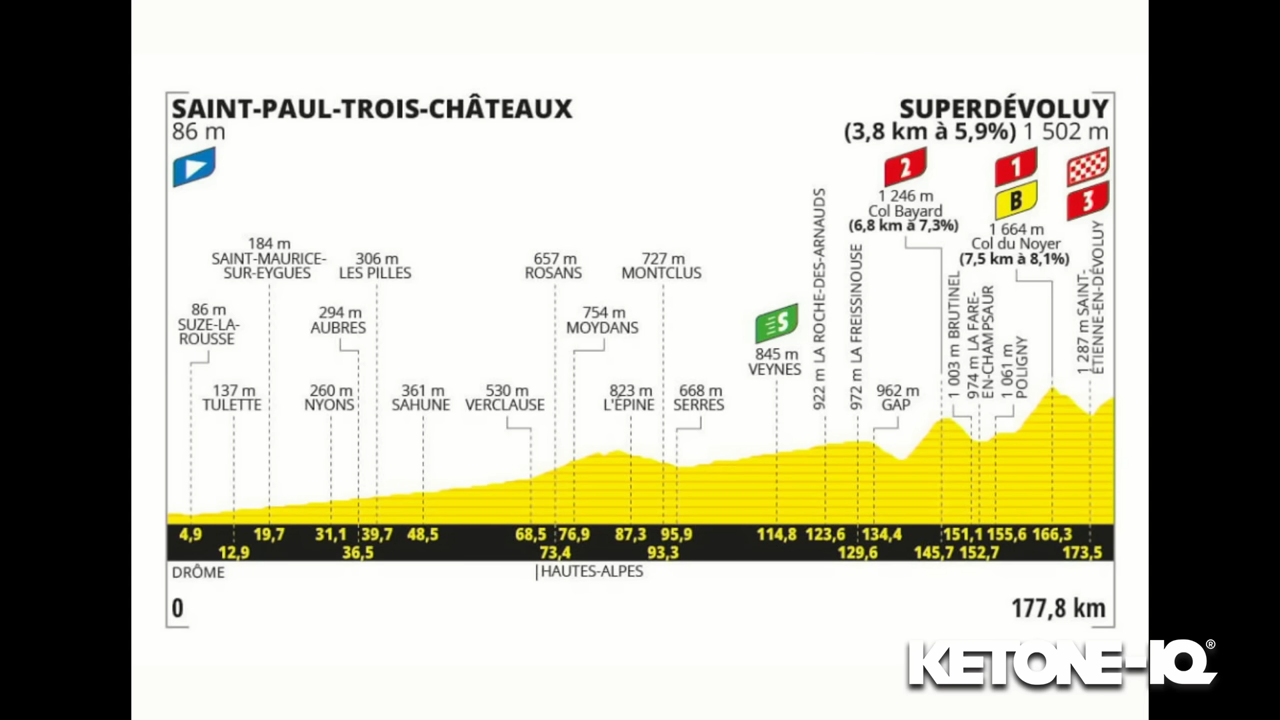 SAINT-PAUL-TROIS-CHÂTEAUX
86 m
SUPERDÉVOLUY
(3,8 km à 5,9%) 1 502 m
2
1 246 m
Col Bayard
(6,8 km à 7,3%)
1
B
1 664 m
Col du Noyer
(7,5 km à 8,1%)
3
86 m
SUZE-LA-
ROUSSE
137 m
TULETTE
184 m
SAINT-MAURICE-
SUR-EYGUES
260 m
NYONS
294 m
AUBRES
306 m
LES PILLES
361 m
SAHUNE
530 m
VERCLAUSE
657 m
ROSANS
754 m
MOYDANS
823 m
L'ÉPINE
727 m
MONTCLUS
668 m
SERRES
S
845 m
VEYNES
922 m LA ROCHE-DES-ARNAUDS
972 m LA FREISSINOUSE
962 m
GAP
1 003 m BRUTINEL
974 m LA FARE-
EN-CHAMPSAUR
1 061 m
POLIGNY
1 287 m SAINT-
ÉTIENNE-EN-DÉVOLUY
4,9 19,7 31,1 39,7 48,5 68,5 76,9 87,3 95,9 114,8 123,6 134,4 151,1 155,6 166,3
12,9 36,5 73,4 93,3 129,6 145,7 152,7 173,5
DRÔME |HAUTES-ALPES
0 177,8 km
KETONE-IQ®